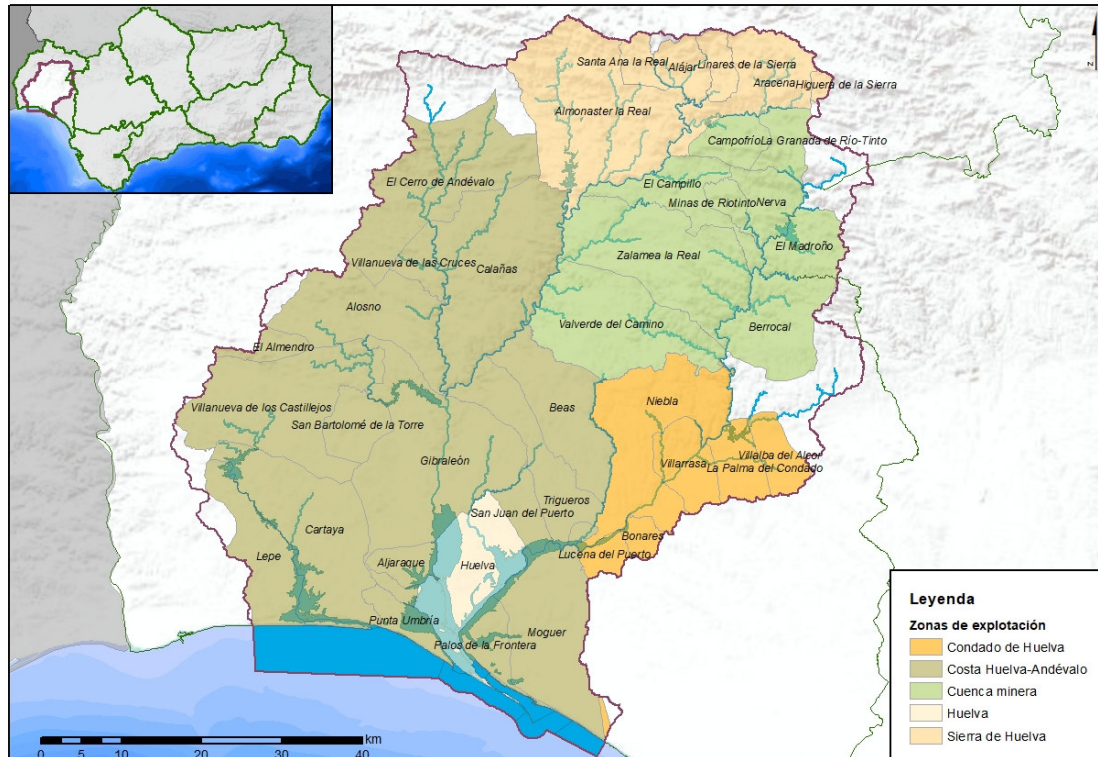 Santa Ana la Real
Alájar
Linares de la Sierra
Aracena
Higuera de la Sierra
Almonaster la Real
Campofrío
La Granada de Río-Tinto
El Cerro de Andévalo
El Campillo
Minas de Riotinto
Nerva
El Madroño
Villanueva de las Cruces
Calañas
Zalamea la Real
Alosno
Valverde del Camino
Berrocal
El Almendro
Villanueva de los Castillejos
San Bartolomé de la Torre
Beas
Niebla
Gibraleón
Villarrasa
Villalba del Alcor
La Palma del Condado
Trigueros
San Juan del Puerto
Cartaya
Bonares
Lucena del Puerto
Lepe
Aljaraque
Huelva
Punta Umbría
Moguer
Palos de la Frontera
Leyenda
Zonas de explotación
Condado de Huelva
Costa Huelva-Andévalo
Cuenca minera
Huelva
Sierra de Huelva
km
0 5 10 20 30 40
z